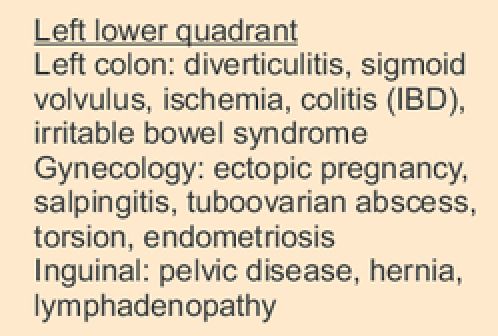 Left lower quadrant
Left colon: diverticulitis, sigmoid
volvulus, ischemia, colitis (IBD),
irritable bowel syndrome
Gynecology: ectopic pregnancy,
salpingitis, tuboovarian abscess,
torsion, endometriosis
Inguinal: pelvic disease, hernia,
lymphadenopathy